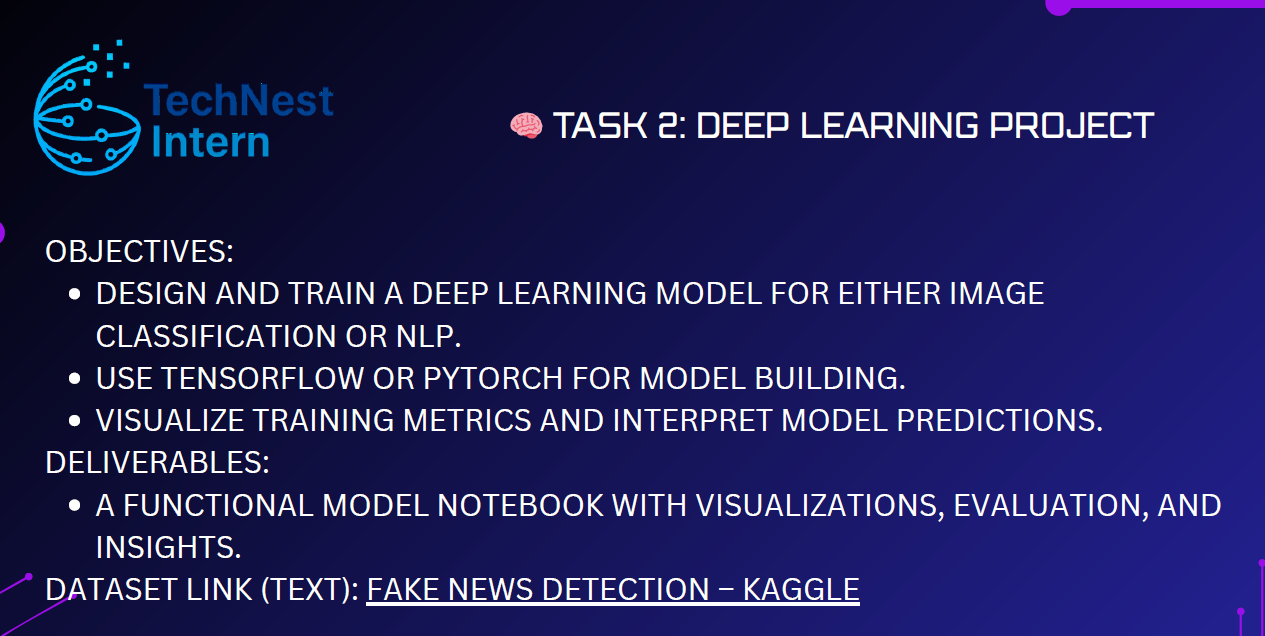 TechNest
Intern
🧠 TASK 2: DEEP LEARNING PROJECT
OBJECTIVES:
• DESIGN AND TRAIN A DEEP LEARNING MODEL FOR EITHER IMAGE
CLASSIFICATION OR NLP.
• USE TENSORFLOW OR PYTORCH FOR MODEL BUILDING.
• VISUALIZE TRAINING METRICS AND INTERPRET MODEL PREDICTIONS.
DELIVERABLES:
• A FUNCTIONAL MODEL NOTEBOOK WITH VISUALIZATIONS, EVALUATION, AND
INSIGHTS.
DATASET LINK (TEXT): FAKE NEWS DETECTION – KAGGLE